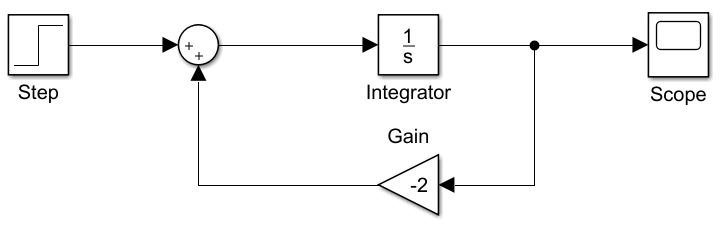 +
+
1
s
Step
Integrator
Scope
Gain
-2